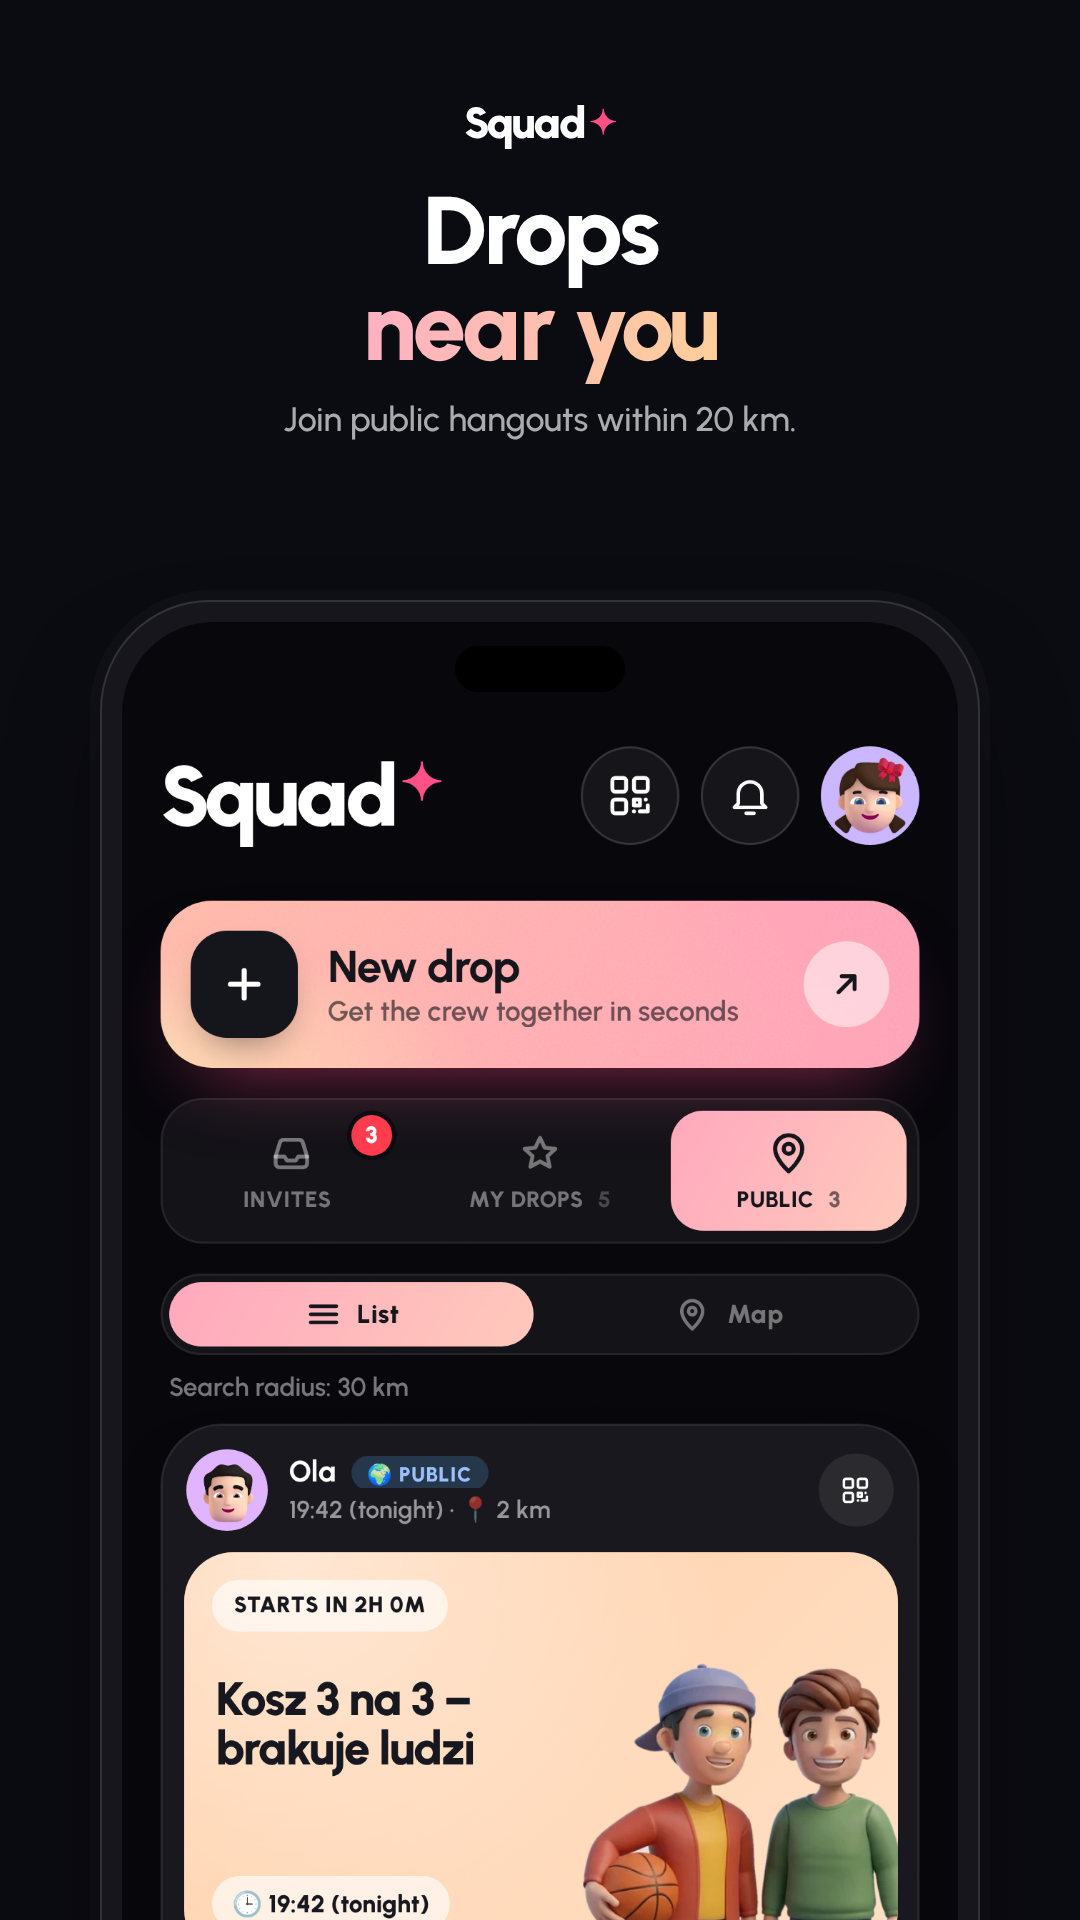 Squad
Drops
near you
Join public hangouts within 20 km.
Squad
New drop
Get the crew together in seconds
3
INVITES
MY DROPS 5
PUBLIC 3
List
Map
Search radius: 30 km
Ola 🌍 PUBLIC
19:42 (tonight) · 📍 2 km
STARTS IN 2H 0M
Kosz 3 na 3 –
brakuje ludzi
🕒 19:42 (tonight)